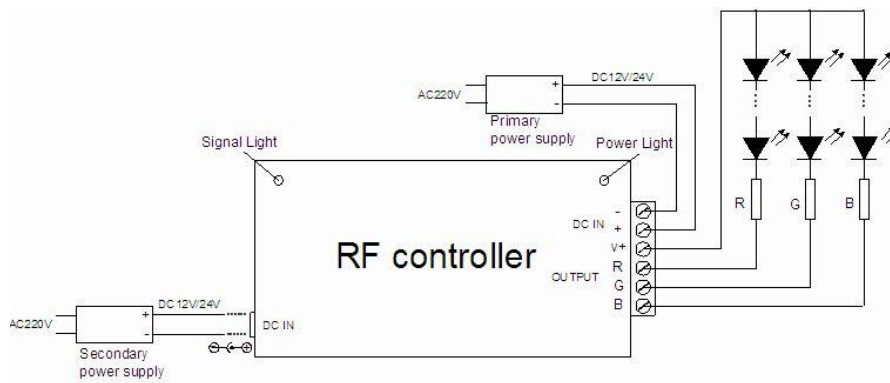 DC12V/24V
AC220V
+
-
Primary
power supply
Signal Light
Power Light
R
G
B
-
DC IN +
V+
RF controller
R
OUTPUT
G
B
DC12V/24V
AC220V
+
-
DC IN
Secondary
power supply